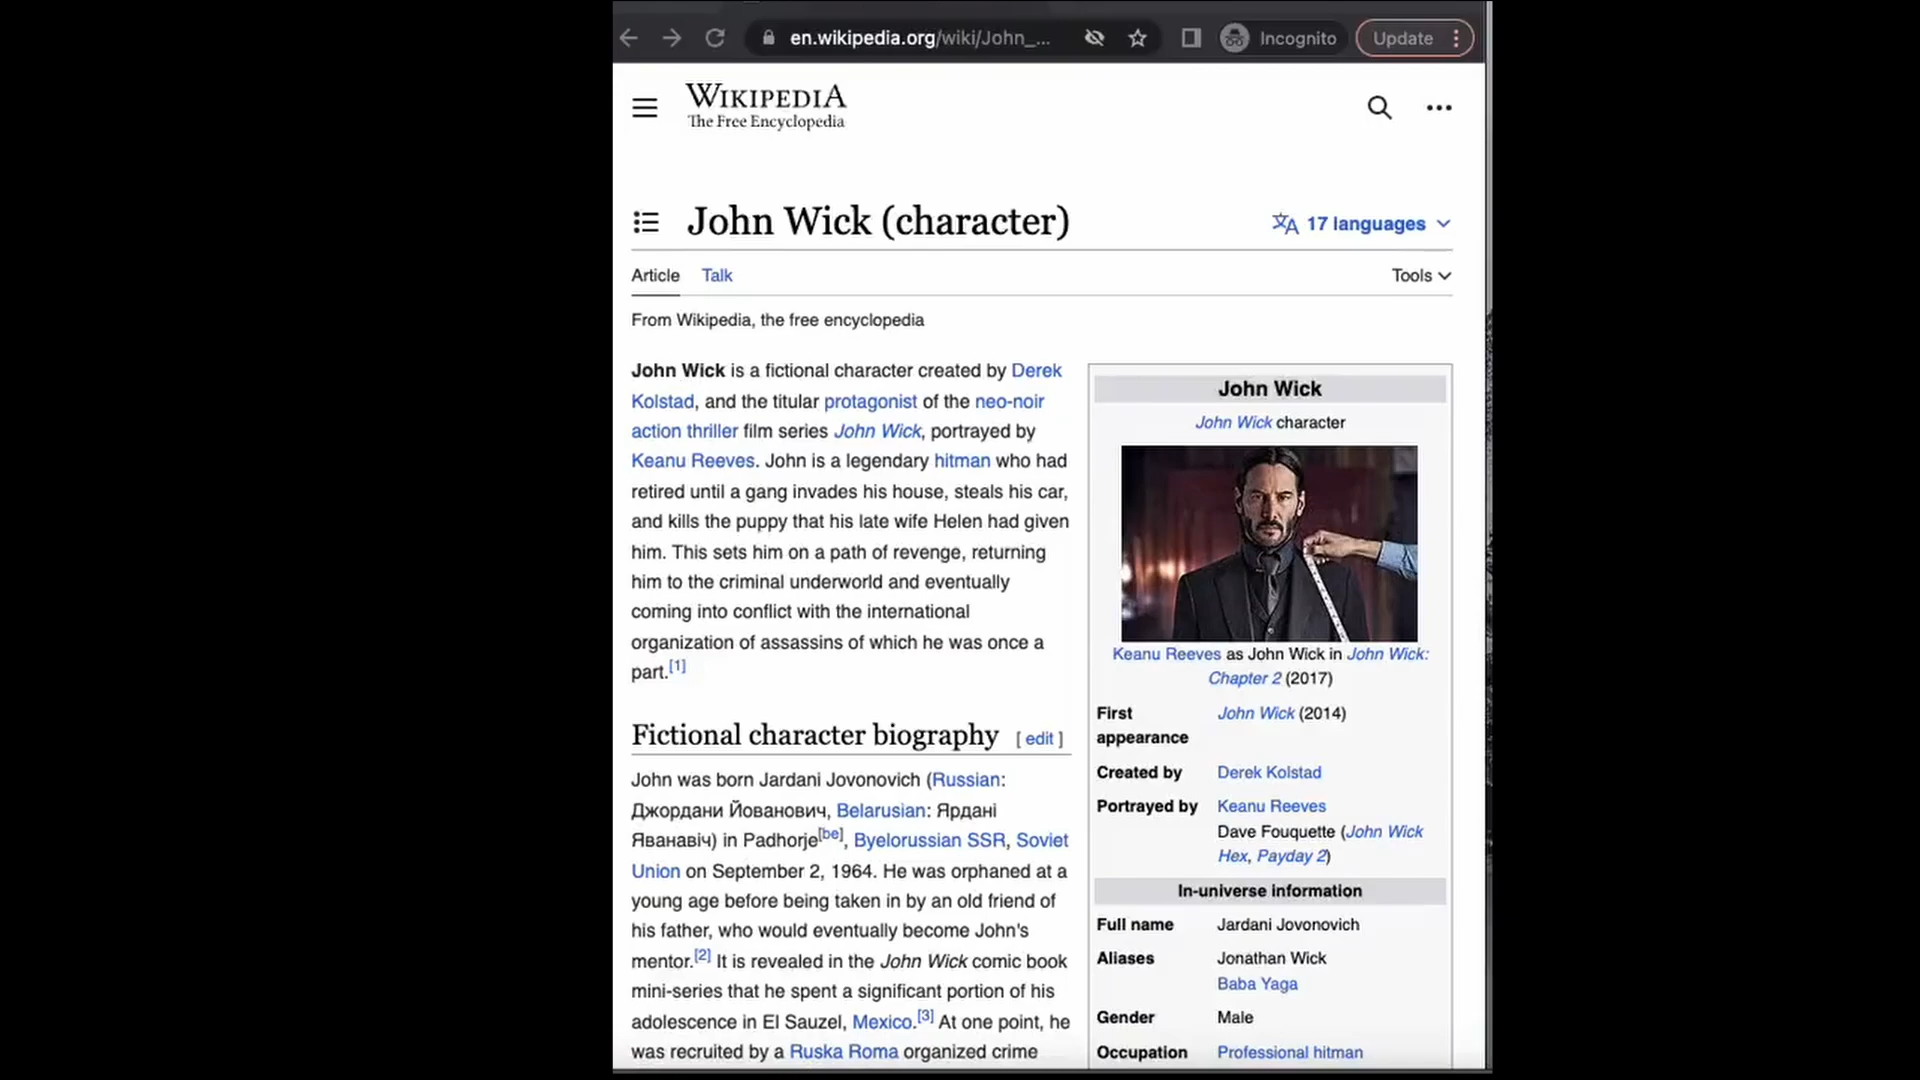 en.wikipedia.org/wiki/John_...
Incognito
Update
WIKIPEDIA
The Free Encyclopedia
John Wick (character)
17 languages
Article
Talk
Tools
From Wikipedia, the free encyclopedia
John Wick is a fictional character created by Derek
Kolstad, and the titular protagonist of the neo-noir
action thriller film series John Wick, portrayed by
Keanu Reeves. John is a legendary hitman who had
retired until a gang invades his house, steals his car,
and kills the puppy that his late wife Helen had given
him. This sets him on a path of revenge, returning
him to the criminal underworld and eventually
coming into conflict with the international
organization of assassins of which he was once a
part.[1]
Fictional character biography [ edit ]
John was born Jardani Jovonovich (Russian:
Джордани Йованович, Belarusian: Ярдані
Яванавіч) in Padhorje[be], Byelorussian SSR, Soviet
Union on September 2, 1964. He was orphaned at a
young age before being taken in by an old friend of
his father, who would eventually become John's
mentor.[2] It is revealed in the John Wick comic book
mini-series that he spent a significant portion of his
adolescence in El Sauzel, Mexico.[3] At one point, he
was recruited by a Ruska Roma organized crime
John Wick
John Wick character
Keanu Reeves as John Wick in John Wick:
Chapter 2 (2017)
First appearance
John Wick (2014)
Created by
Derek Kolstad
Portrayed by
Keanu Reeves
Dave Fouquette (John Wick
Hex, Payday 2)
In-universe information
Full name
Jardani Jovonovich
Aliases
Jonathan Wick
Baba Yaga
Gender
Male
Occupation
Professional hitman